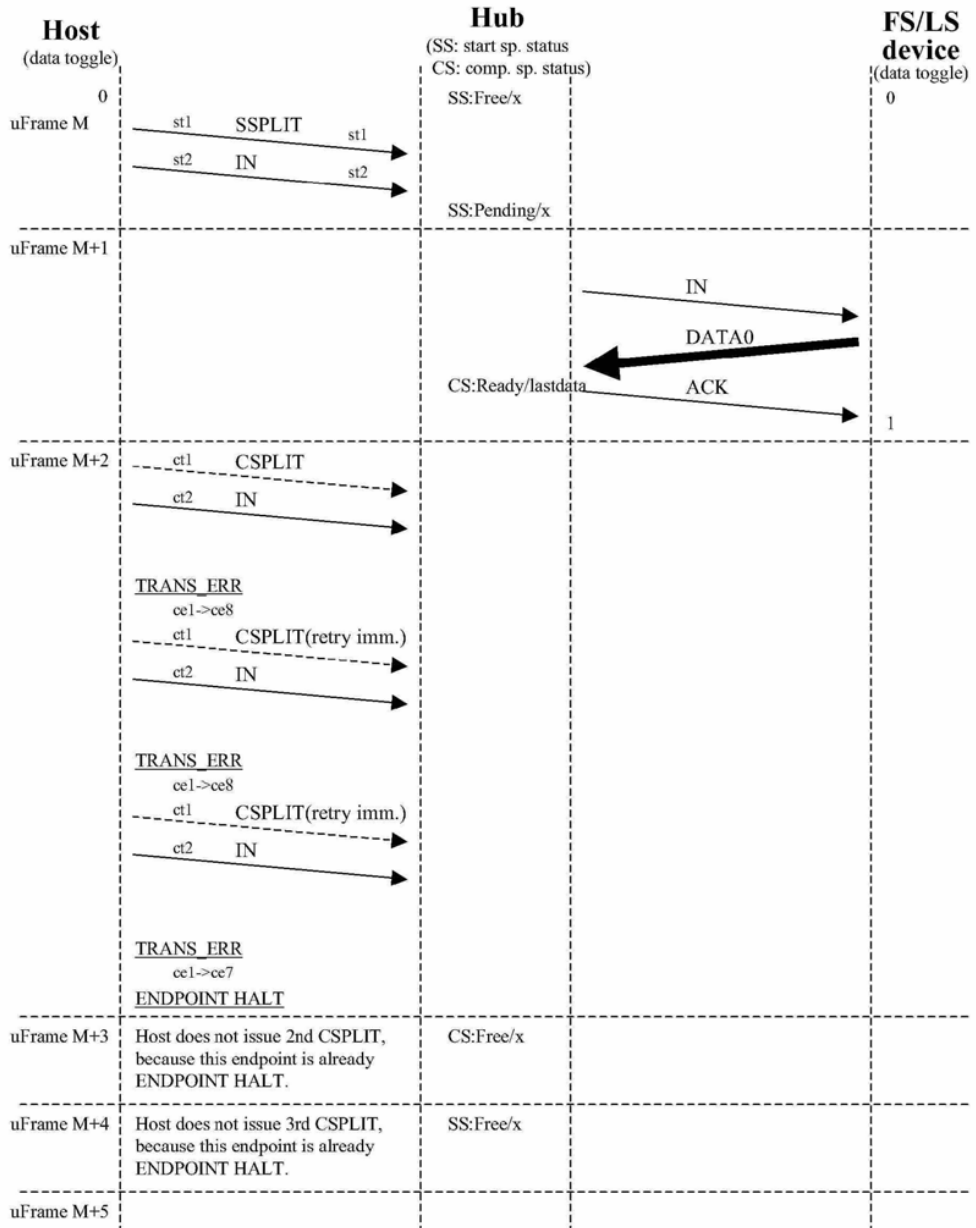 Host
(data toggle)
Hub
(SS: start sp. status
CS: comp. sp. status)
FS/LS
device
(data toggle)
0
SS:Free/x
0
uFrame M
st1 SSPLIT st1
st2 IN st2
SS:Pending/x
uFrame M+1
IN
DATA0
CS:Ready/lastdata
ACK
1
uFrame M+2
ct1 CSPLIT
ct2 IN
TRANS_ERR
ce1->ce8
ct1 CSPLIT(retry imm.)
ct2 IN
TRANS_ERR
ce1->ce8
ct1 CSPLIT(retry imm.)
ct2 IN
TRANS_ERR
ce1->ce7
ENDPOINT HALT
uFrame M+3
Host does not issue 2nd CSPLIT,
because this endpoint is already
ENDPOINT HALT.
CS:Free/x
uFrame M+4
Host does not issue 3rd CSPLIT,
because this endpoint is already
ENDPOINT HALT.
SS:Free/x
uFrame M+5